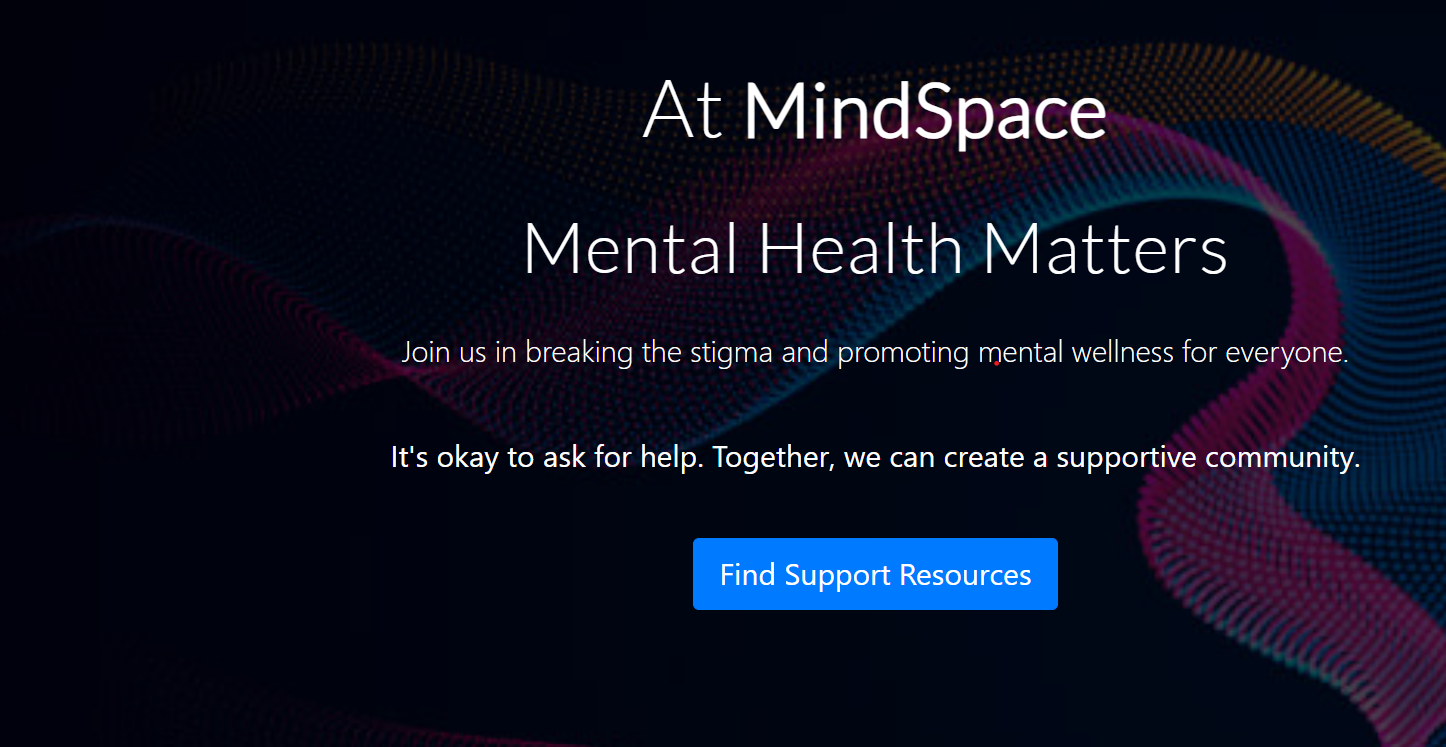 At MindSpace
Mental Health Matters
Join us in breaking the stigma and promoting mental wellness for everyone.
It's okay to ask for help. Together, we can create a supportive community.
Find Support Resources